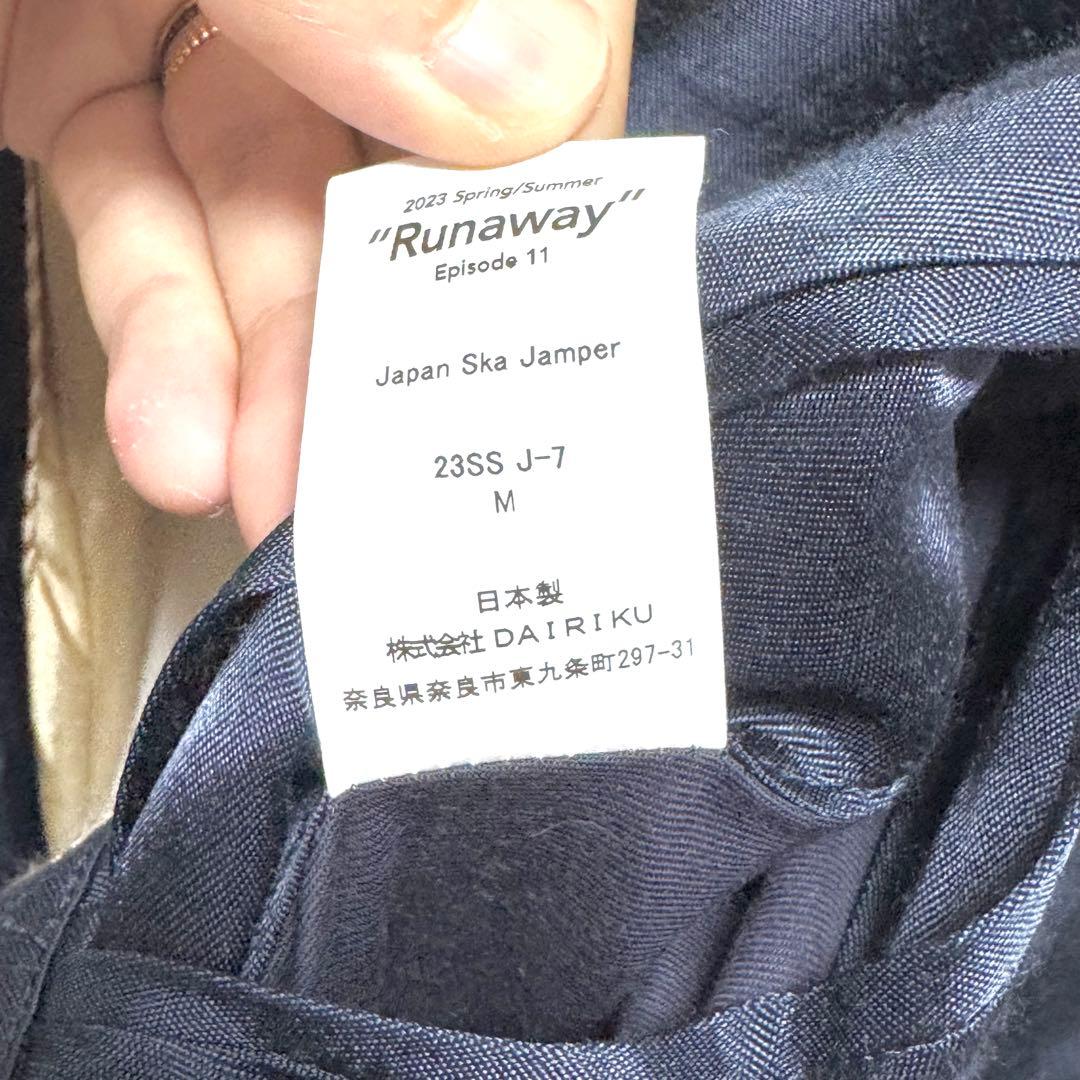 2023 Spring/Summer
"Runaway"
Episode 11
Japan Ska Jamper
23SS J-7
M
日本製
株式会社 DAIRIKU
奈良県奈良市東九条町297-31